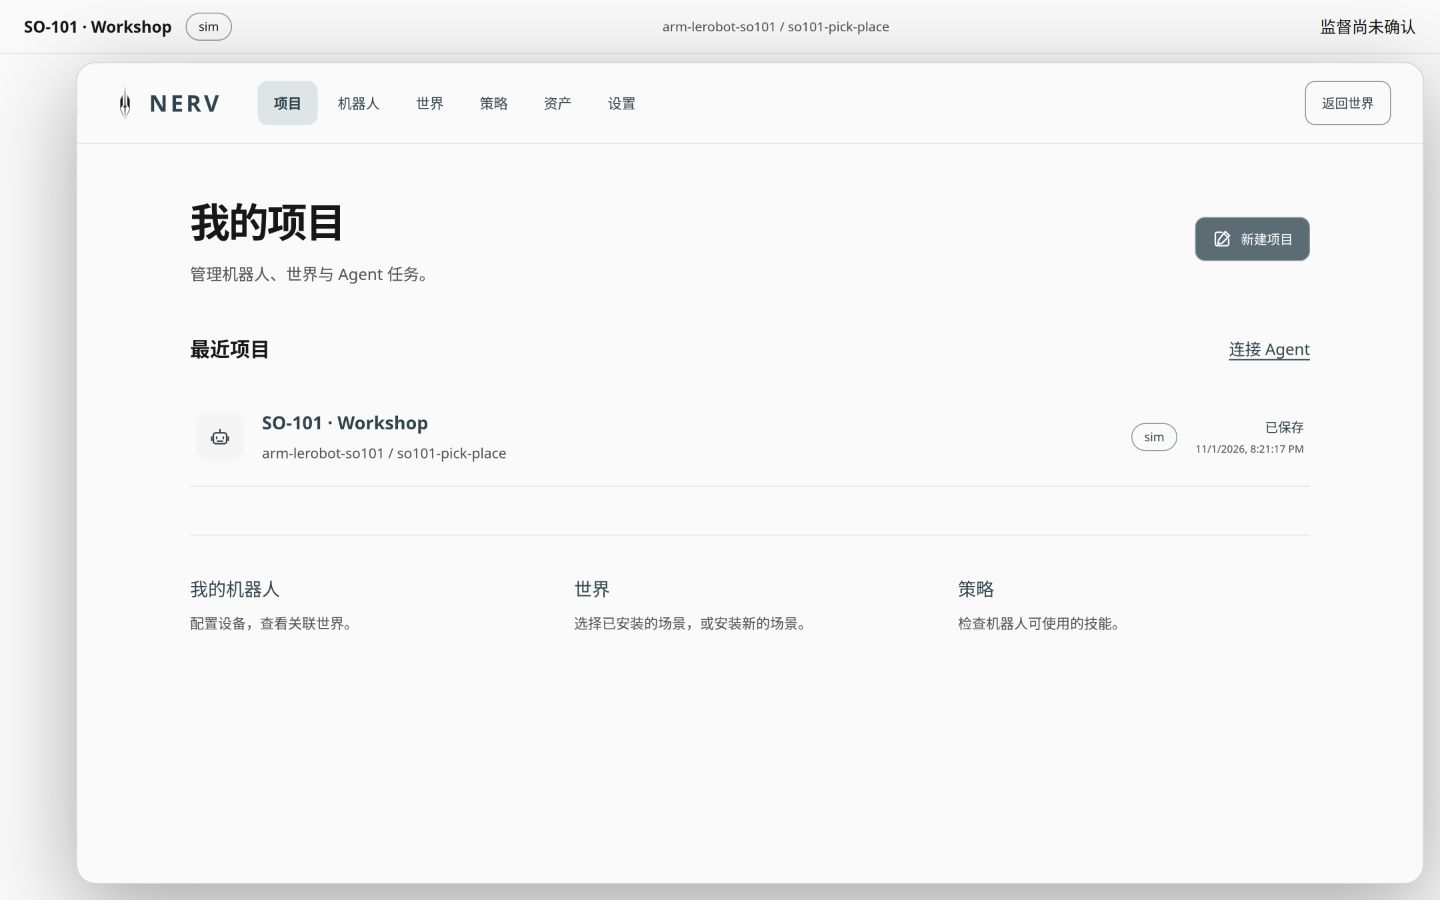 SO-101 · Workshop
sim
arm-lerobot-so101 / so101-pick-place
监督尚未确认
NERV
项目
机器人
世界
策略
资产
设置
返回世界
我的项目
管理机器人、世界与 Agent 任务。
新建项目
最近项目
连接 Agent
SO-101 · Workshop
arm-lerobot-so101 / so101-pick-place
sim
已保存
11/1/2026, 8:21:17 PM
我的机器人
配置设备，查看关联世界。
世界
选择已安装的场景，或安装新的场景。
策略
检查机器人可使用的技能。